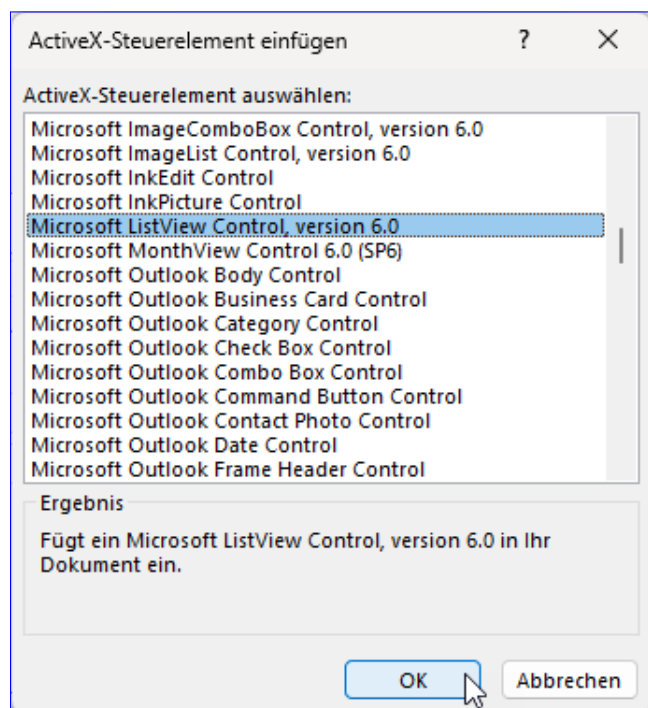 ActiveX-Steuerelement einfügen ?
ActiveX-Steuerelement auswählen:
Microsoft ImageComboBox Control, version 6.0
Microsoft ImageList Control, version 6.0
Microsoft InkEdit Control
Microsoft InkPicture Control
Microsoft ListView Control, version 6.0
Microsoft MonthView Control 6.0 (SP6)
Microsoft Outlook Body Control
Microsoft Outlook Business Card Control
Microsoft Outlook Category Control
Microsoft Outlook Check Box Control
Microsoft Outlook Combo Box Control
Microsoft Outlook Command Button Control
Microsoft Outlook Contact Photo Control
Microsoft Outlook Date Control
Microsoft Outlook Frame Header Control
Ergebnis
Fügt ein Microsoft ListView Control, version 6.0 in Ihr
Dokument ein.
OK Abbrechen